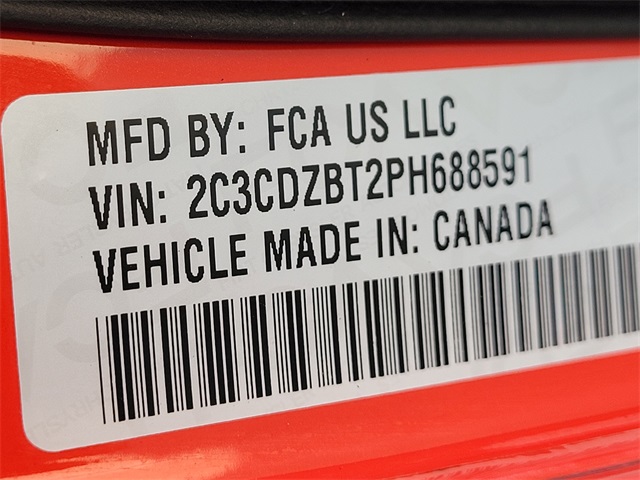 MFD BY: FCA US LLC
VIN: 2C3CDZBT2PH688591
VEHICLE MADE IN: CANADA